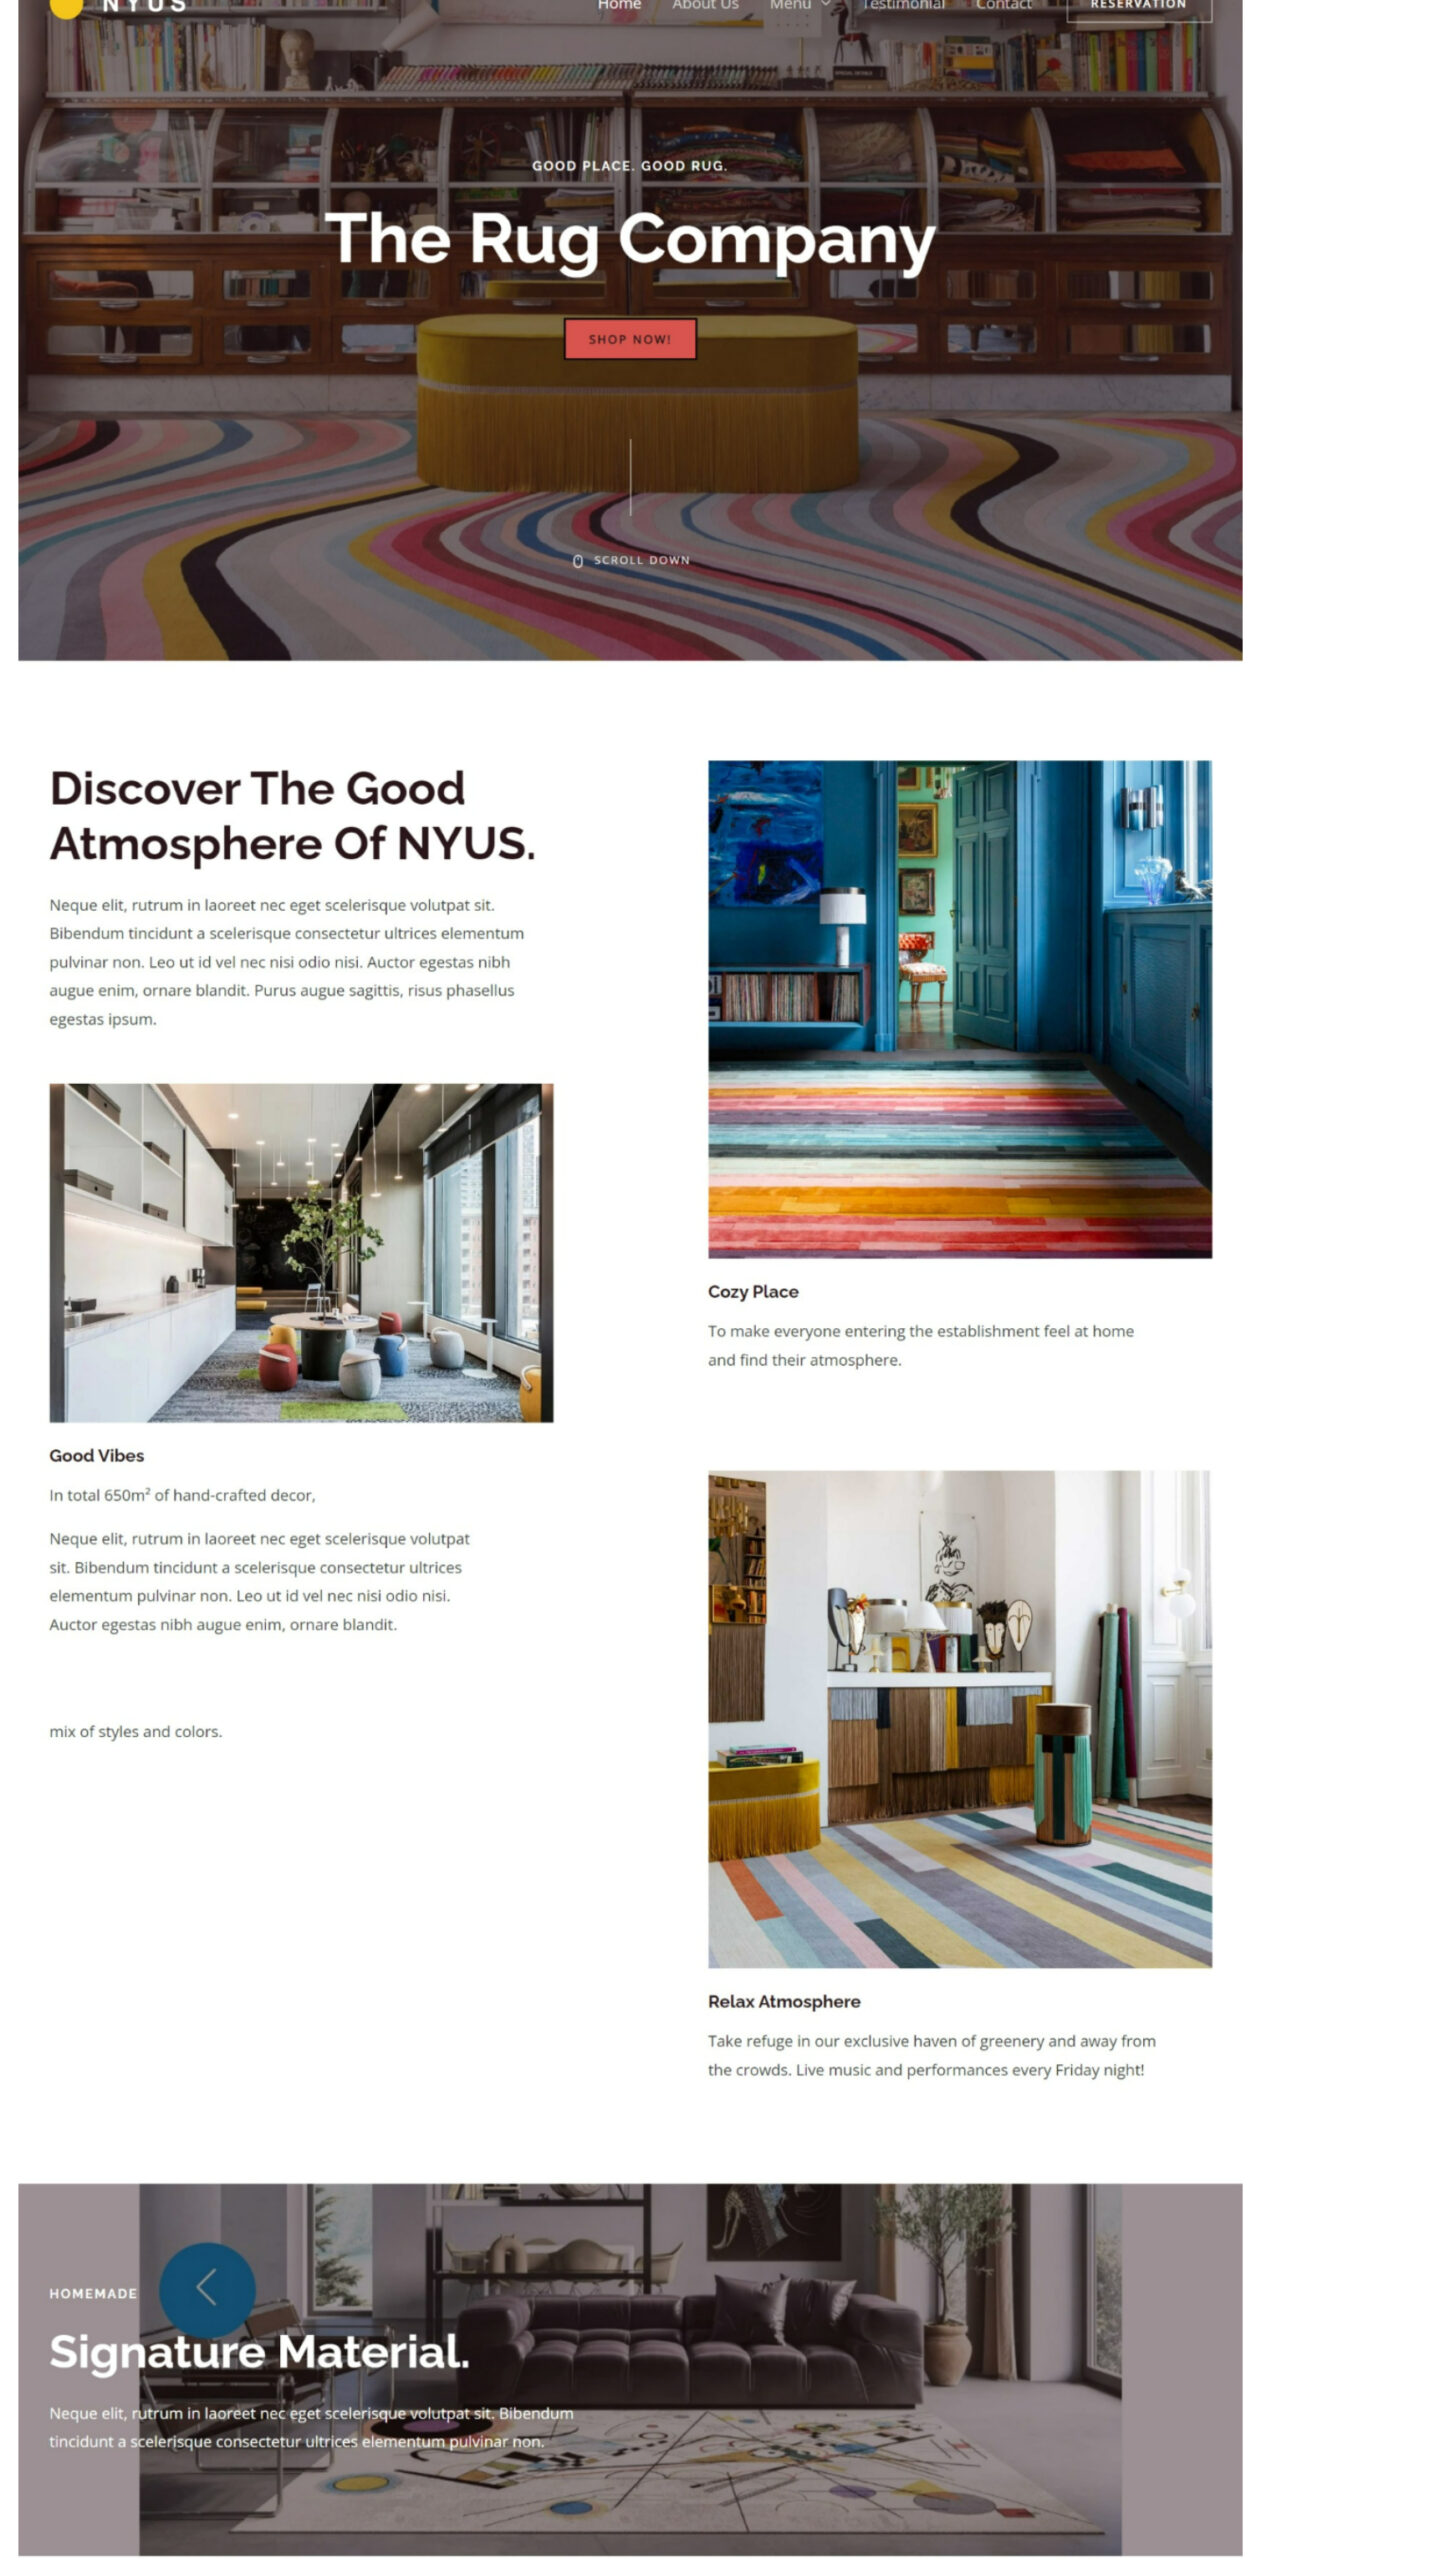 NYUS
Home About Us Menu Testimonial Contact RESERVATION
GOOD PLACE. GOOD RUG.
The Rug Company
SHOP NOW!
SCROLL DOWN
Discover The Good
Atmosphere Of NYUS.
Neque elit, rutrum in laoreet nec eget scelerisque volutpat sit.
Bibendum tincidunt a scelerisque consectetur ultrices elementum
pulvinar non. Leo ut id vel nec nisi odio nisi. Auctor egestas nibh
augue enim, ornare blandit. Purus augue sagittis, risus phasellus
egestas ipsum.
Good Vibes
In total 650m² of hand-crafted decor,
Neque elit, rutrum in laoreet nec eget scelerisque volutpat
sit. Bibendum tincidunt a scelerisque consectetur ultrices
elementum pulvinar non. Leo ut id vel nec nisi odio nisi.
Auctor egestas nibh augue enim, ornare blandit.
mix of styles and colors.
Cozy Place
To make everyone entering the establishment feel at home
and find their atmosphere.
Relax Atmosphere
Take refuge in our exclusive haven of greenery and away from
the crowds. Live music and performances every Friday night!
HOMEMADE
Signature Material.
Neque elit, rutrum in laoreet nec eget scelerisque volutpat sit. Bibendum
tincidunt a scelerisque consectetur ultrices elementum pulvinar non.